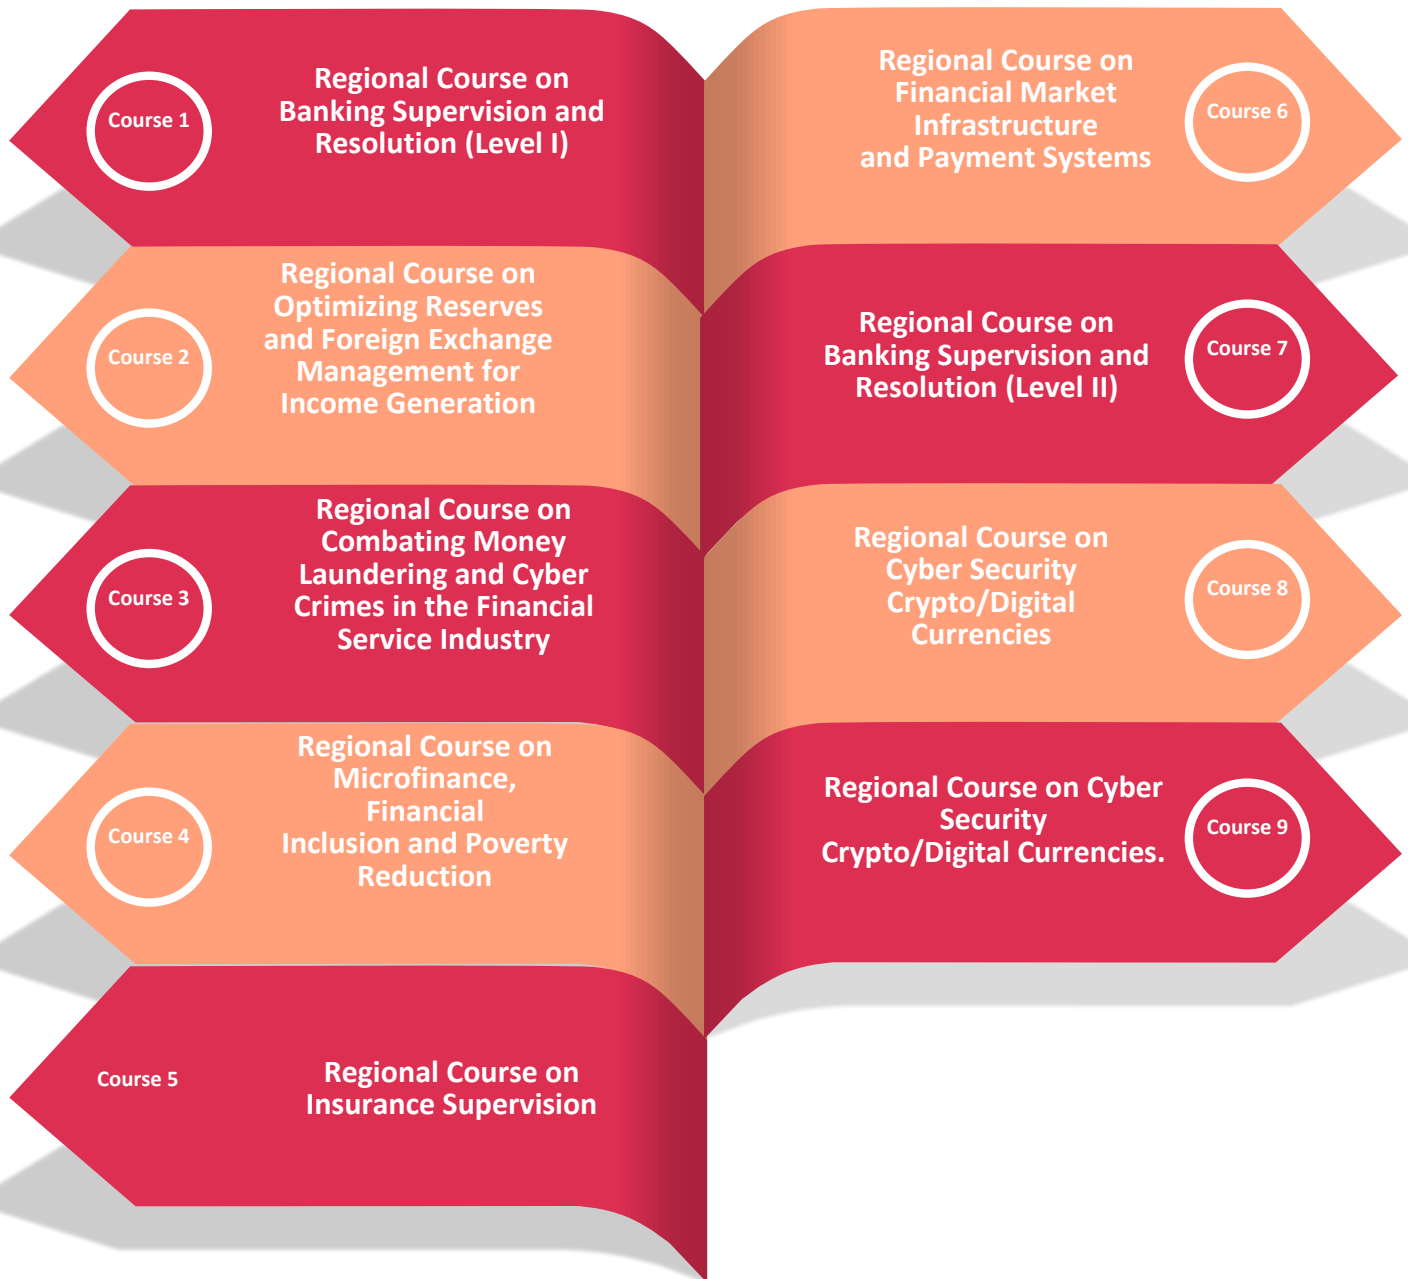 Course 1
Regional Course on
Banking Supervision and
Resolution (Level I)
Course 2
Regional Course on
Optimizing Reserves
and Foreign Exchange
Management for
Income Generation
Course 3
Regional Course on
Combating Money
Laundering and Cyber
Crimes in the Financial
Service Industry
Course 4
Regional Course on
Microfinance,
Financial
Inclusion and Poverty
Reduction
Course 5
Regional Course on
Insurance Supervision
Regional Course on
Financial Market
Infrastructure
and Payment Systems
Course 6
Regional Course on
Banking Supervision and
Resolution (Level II)
Course 7
Regional Course on
Cyber Security
Crypto/Digital
Currencies
Course 8
Regional Course on Cyber
Security
Crypto/Digital Currencies.
Course 9